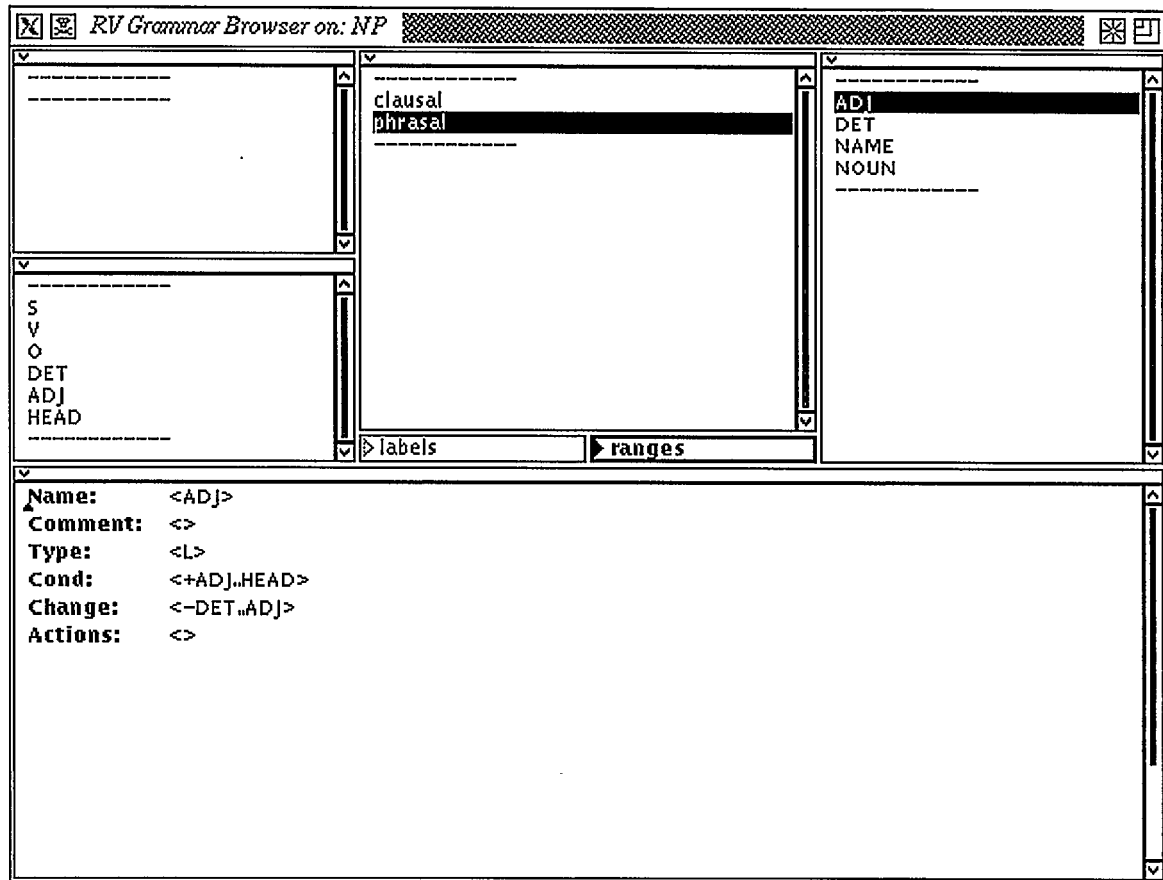 RV Grammar Browser on: NP
------------
------------
------------
S
V
O
DET
ADJ
HEAD
------------
------------
clausal
phrasal
------------
labels
ranges
------------
ADJ
DET
NAME
NOUN
------------
Name: <ADJ>
Comment: <>
Type: <L>
Cond: <+ADJ..HEAD>
Change: <-DET..ADJ>
Actions: <>